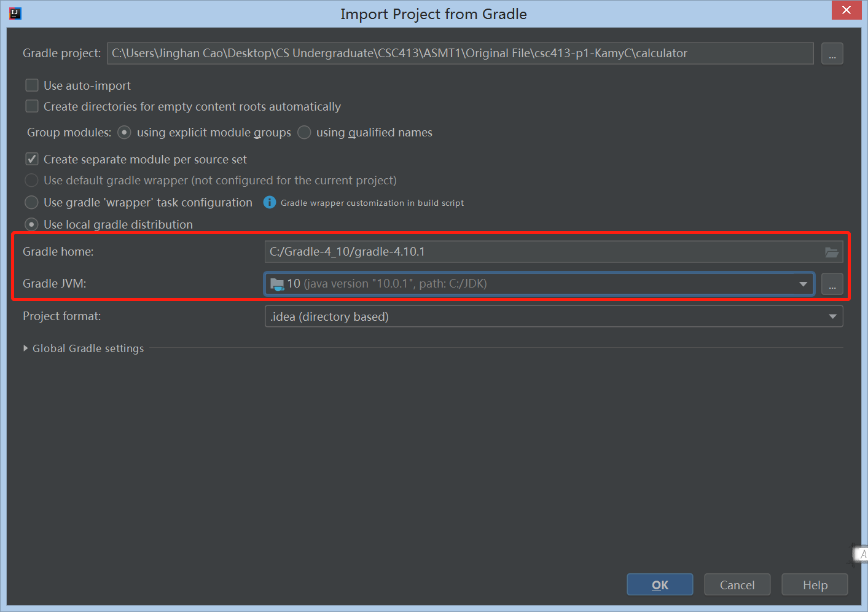 Import Project from Gradle
Gradle project: C:\Users\Jinghan Cao\Desktop\CS Undergraduate\CSC413\ASMT1\Original File\csc413-p1-KamyC\calculator ...
Use auto-import
Create directories for empty content roots automatically
Group modules: using explicit module groups using qualified names
Create separate module per source set
Use default gradle wrapper (not configured for the current project)
Use gradle 'wrapper' task configuration Gradle wrapper customization in build script
Use local gradle distribution
Gradle home: C:/Gradle-4_10/gradle-4.10.1
Gradle JVM: 10 (java version "10.0.1", path: C:/JDK) ...
Project format: .idea (directory based)
Global Gradle settings
A
OK Cancel Help